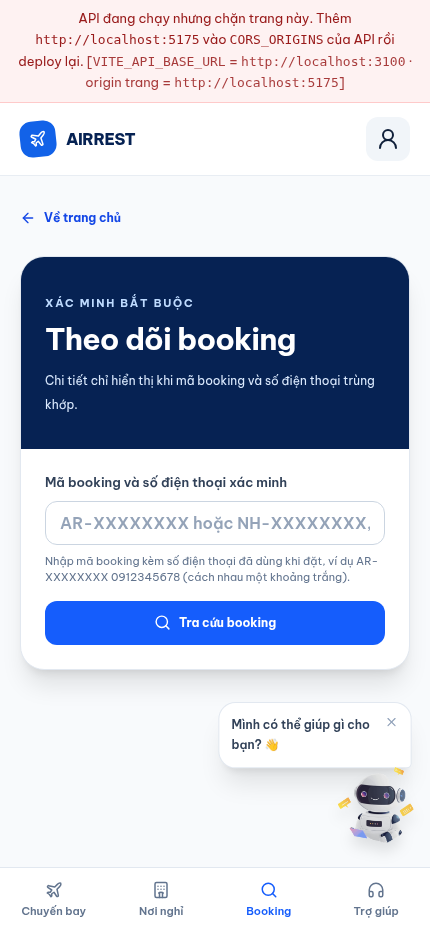 API đang chạy nhưng chặn trang này. Thêm
http://localhost:5175 vào CORS_ORIGINS của API rồi
deploy lại. [VITE_API_BASE_URL = http://localhost:3100 ·
origin trang = http://localhost:5175]
AIRREST
Về trang chủ
XÁC MINH BẮT BUỘC
Theo dõi booking
Chi tiết chỉ hiển thị khi mã booking và số điện thoại trùng
khớp.
Mã booking và số điện thoại xác minh
AR-XXXXXXXX hoặc NH-XXXXXXXX,
Nhập mã booking kèm số điện thoại đã dùng khi đặt, ví dụ AR-
XXXXXXXX 0912345678 (cách nhau một khoảng trắng).
Tra cứu booking
Mình có thể giúp gì cho
bạn? 👋
Chuyến bay
Nơi nghỉ
Booking
Trợ giúp